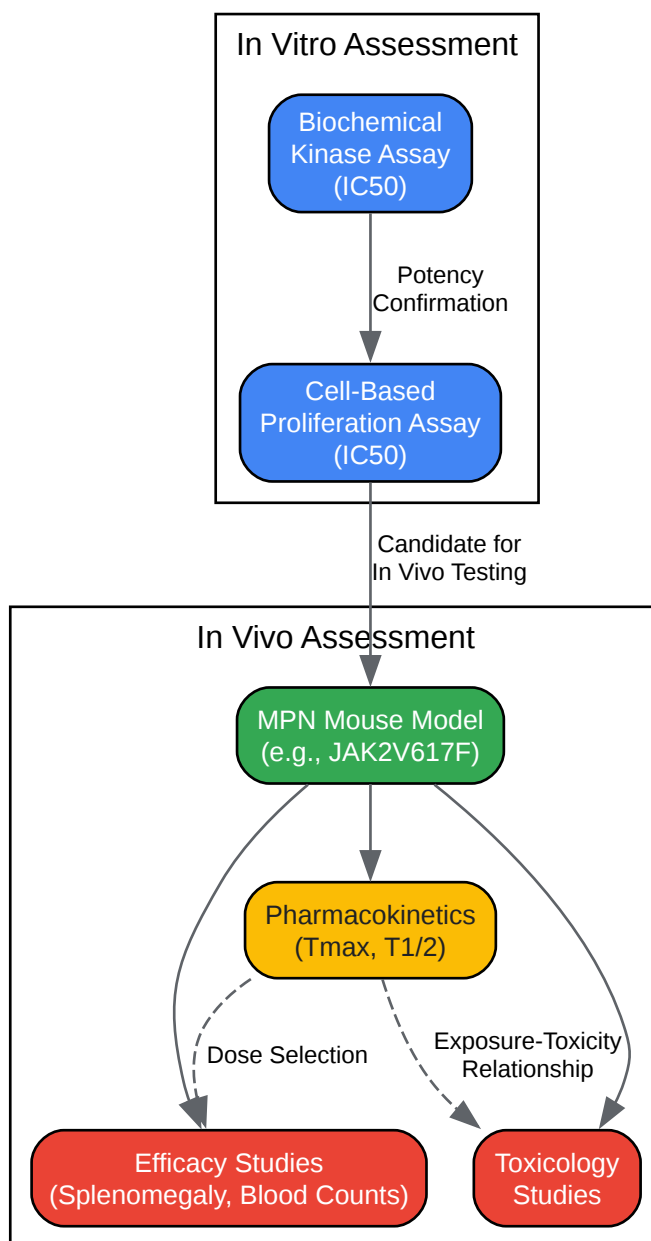 In Vitro Assessment
Biochemical
Kinase Assay
(IC50)
Potency
Confirmation
Cell-Based
Proliferation Assay
(IC50)
Candidate for
In Vivo Testing
In Vivo Assessment
MPN Mouse Model
(e.g., JAK2V617F)
Pharmacokinetics
(Tmax, T1/2)
Dose Selection
Exposure-Toxicity
Relationship
Efficacy Studies
(Splenomegaly, Blood Counts)
Toxicology
Studies